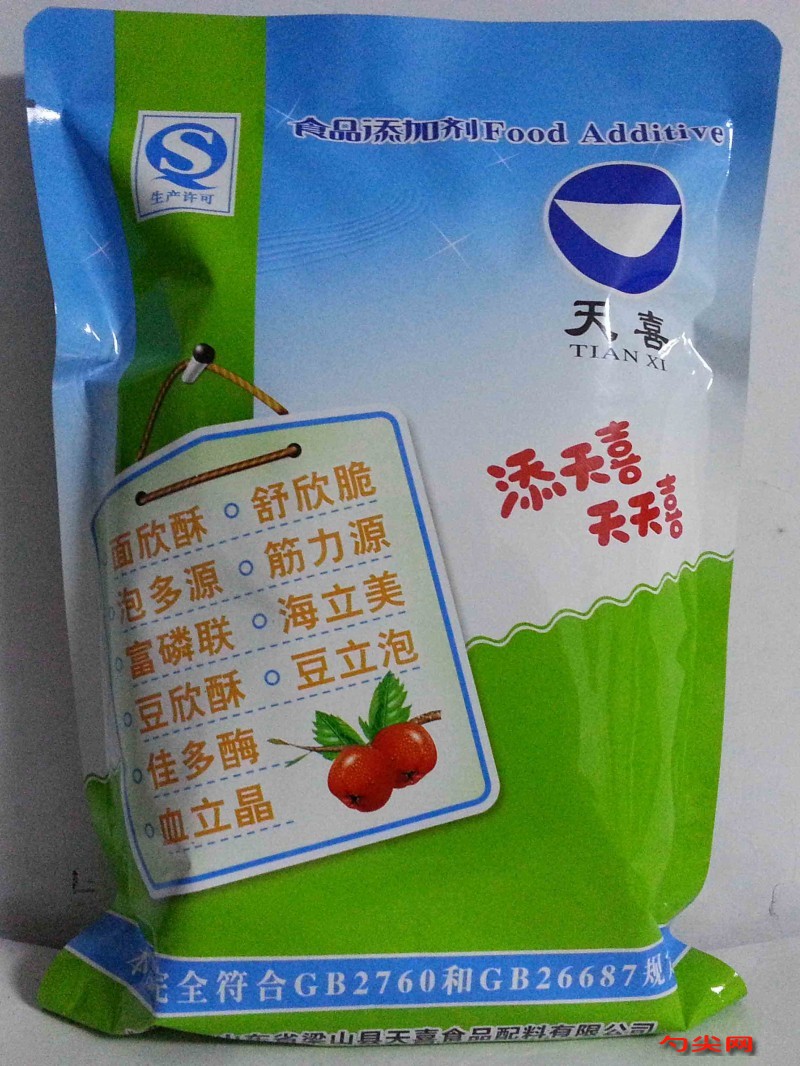 食品添加剂Food Additive
S
生产许可
天喜
TIAN XI
添天喜
天天喜
面欣酥 舒欣脆
泡多源 筋力源
富磷联 海立美
豆欣酥 豆立泡
佳多酶
血立晶
完全符合GB2760和GB26687规
山东省梁山县天喜食品配料有限公司
勺尖网